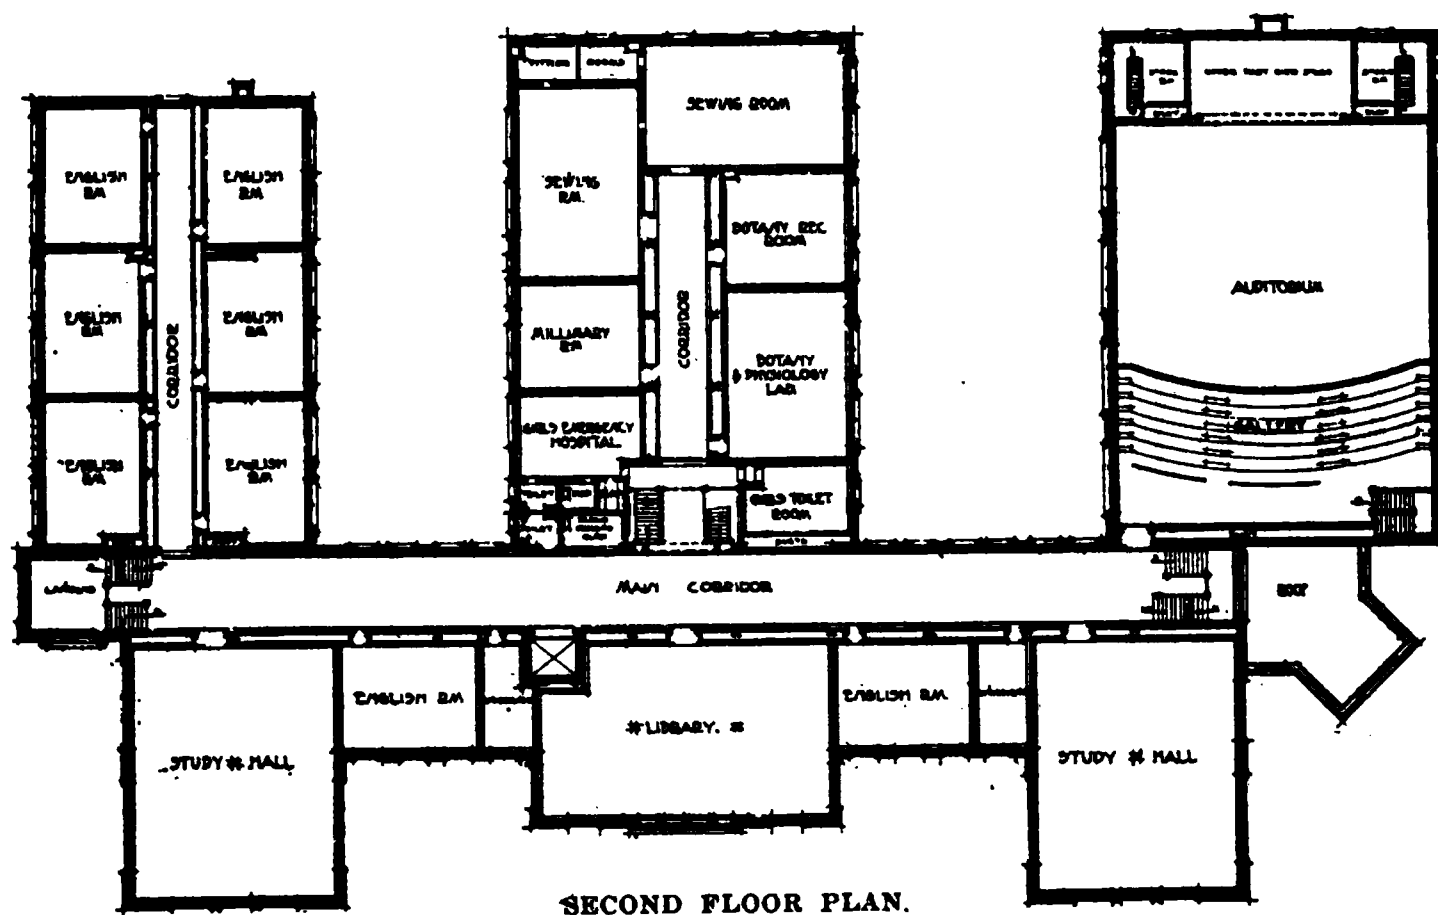 SEWING ROOM
ENGLISH
RM
ENGLISH
RM
SEWING
RM.
BOTANY REC.
ROOM
AUDITORIUM
ENGLISH
RM
ENGLISH
RM
CORRIDOR
MILLINARY
RM
CORRIDOR
BOTANY
& PHYSIOLOGY
LAB
GALLERY
GIRLS EMERGENCY
HOSPITAL
ENGLISH
RM
ENGLISH
RM
GIRLS TOILET
ROOM
MAIN CORRIDOR
ROOF
ENGLISH RM
ENGLISH RM
LIBRARY.
STUDY HALL
STUDY HALL
SECOND FLOOR PLAN.